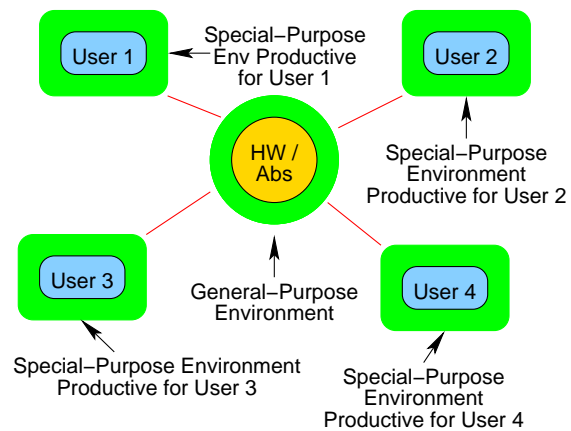 User 1
Special−Purpose
Env Productive
for User 1
User 2
HW /
Abs
Special−Purpose
Environment
Productive for User 2
User 3
General−Purpose
Environment
User 4
Special−Purpose Environment
Productive for User 3
Special−Purpose
Environment
Productive for User 4